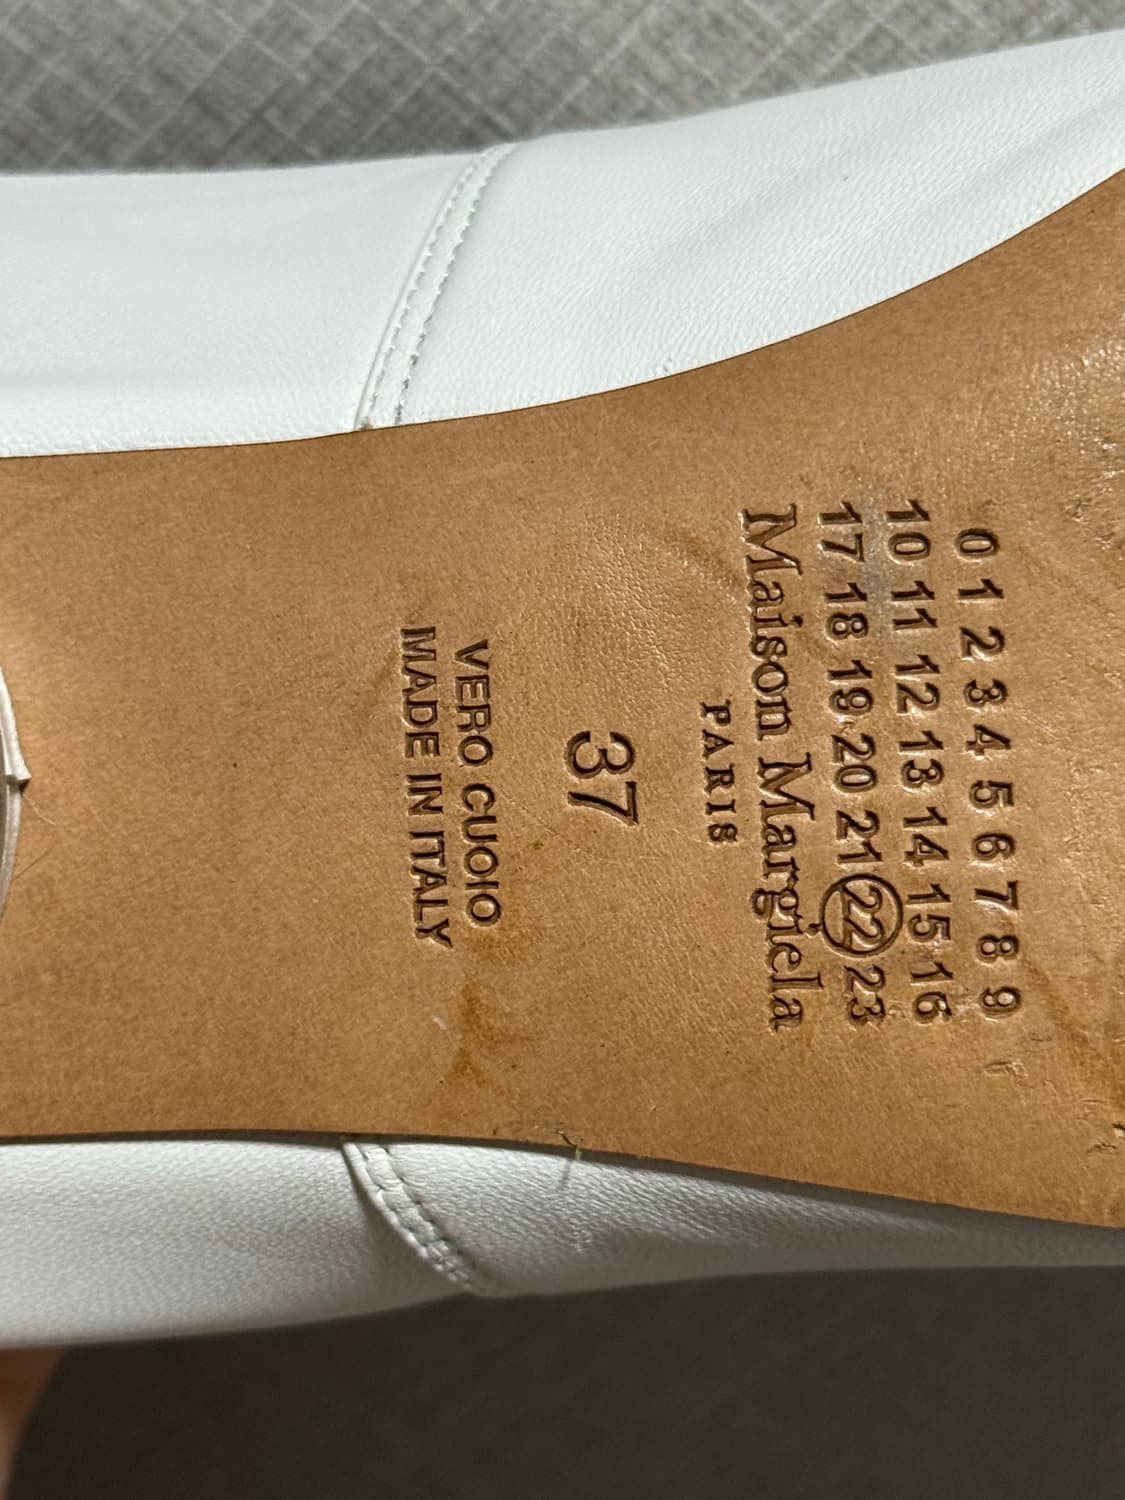 0 1 2 3 4 5 6 7 8 9
10 11 12 13 14 15 16
17 18 19 20 21 22 23
Maison Margiela
PARIS
37
VERO CUOIO
MADE IN ITALY